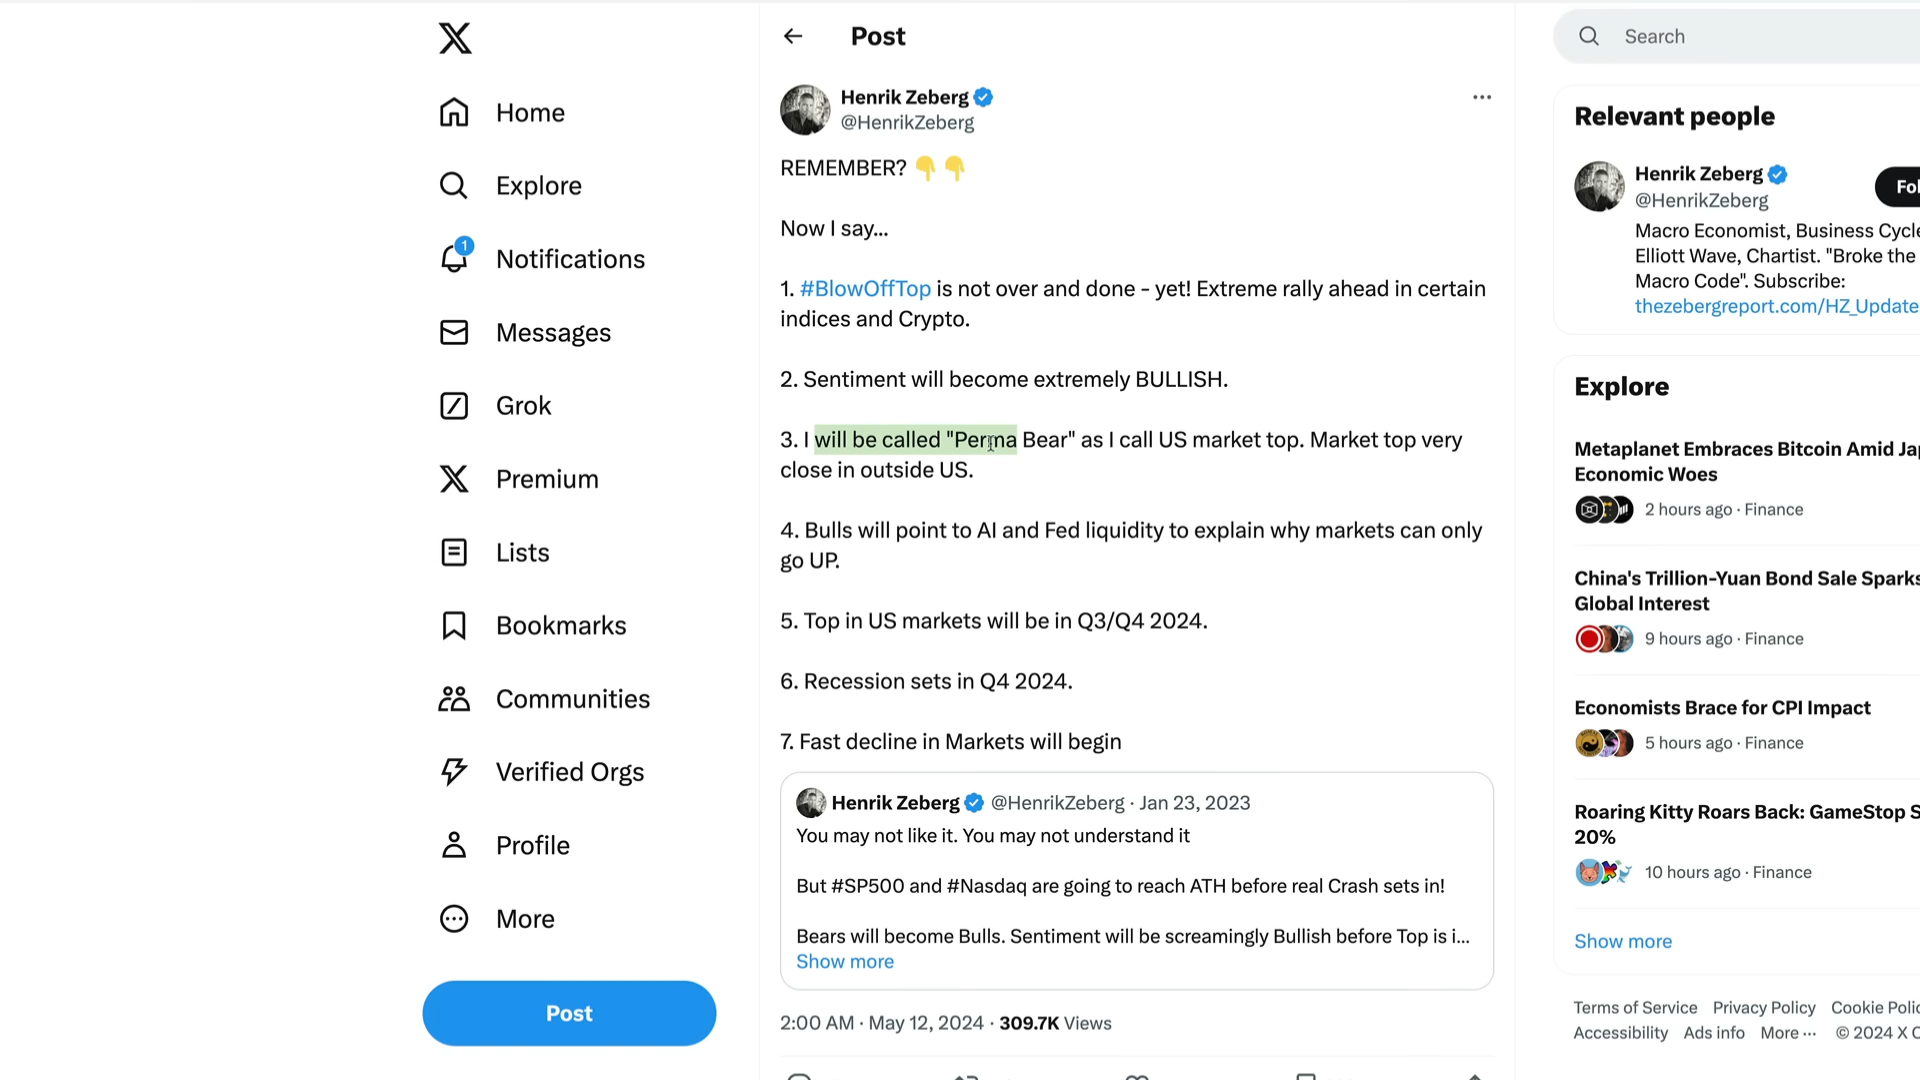 Post
Search
Henrik Zeberg
@HenrikZeberg
REMEMBER? 👇👇
Now I say...
1. #BlowOffTop is not over and done - yet! Extreme rally ahead in certain
indices and Crypto.
2. Sentiment will become extremely BULLISH.
3. I will be called "Perma Bear" as I call US market top. Market top very
close in outside US.
4. Bulls will point to AI and Fed liquidity to explain why markets can only
go UP.
5. Top in US markets will be in Q3/Q4 2024.
6. Recession sets in Q4 2024.
7. Fast decline in Markets will begin
Henrik Zeberg @HenrikZeberg · Jan 23, 2023
You may not like it. You may not understand it
But #SP500 and #Nasdaq are going to reach ATH before real Crash sets in!
Bears will become Bulls. Sentiment will be screamingly Bullish before Top is i...
Show more
2:00 AM · May 12, 2024 · 309.7K Views
Home
Explore
1
Notifications
Messages
Grok
Premium
Lists
Bookmarks
Communities
Verified Orgs
Profile
More
Post
Relevant people
Henrik Zeberg
@HenrikZeberg
Fol
Macro Economist, Business Cycle
Elliott Wave, Chartist. "Broke the
Macro Code". Subscribe:
thezebergreport.com/HZ_Update
Explore
Metaplanet Embraces Bitcoin Amid Jap
Economic Woes
2 hours ago · Finance
China's Trillion-Yuan Bond Sale Sparks
Global Interest
9 hours ago · Finance
Economists Brace for CPI Impact
5 hours ago · Finance
Roaring Kitty Roars Back: GameStop S
20%
10 hours ago · Finance
Show more
Terms of Service Privacy Policy Cookie Polic
Accessibility Ads info More ··· © 2024 X C